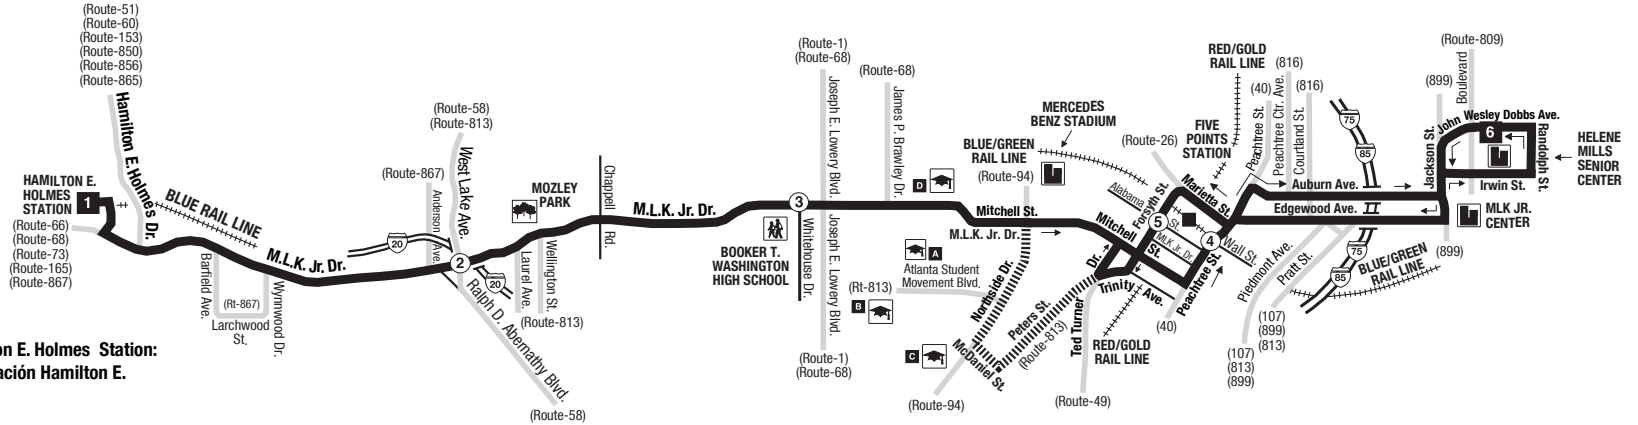 (Route-51)
(Route-60)
(Route-153)
(Route-850)
(Route-856)
(Route-865)
Hamilton E. Holmes Dr.
HAMILTON E.
HOLMES
STATION
1
(Route-66)
(Route-68)
(Route-73)
(Route-165)
(Route-867)
BLUE RAIL LINE
M.L.K. Jr. Dr.
Barfield Ave.
(Rt-867)
Larchwood
St.
Wynnwood Dr.
on E. Holmes Station:
ación Hamilton E.
20
(Route-58)
(Route-813)
West Lake Ave.
(Route-867)
Anderson Ave.
2
20
Ralph D. Abernathy Blvd.
(Route-58)
MOZLEY
PARK
Laurel Ave.
Wellington St.
(Route-813)
Chappell
Rd.
M.L.K. Jr. Dr.
(Route-1)
(Route-68)
Joseph E. Lowery Blvd.
3
BOOKER T.
WASHINGTON
HIGH SCHOOL
Whitehouse Dr.
Joseph E. Lowery Blvd.
(Route-1)
(Route-68)
(Route-68)
James P. Brawley Dr.
D
A
Atlanta Student
Movement Blvd.
(Rt-813)
B
C
(Route-94)
MERCEDES
BENZ STADIUM
BLUE/GREEN
RAIL LINE
(Route-94)
Mitchell St.
M.L.K. Jr. Dr.
Northside Dr.
Peters St.
(Route-813)
McDaniel St.
Mitchell
St.
Ted Turner
Dr.
(Route-49)
Trinity Ave.
RED/GOLD
RAIL LINE
(40)
Peachtree St.
(Route-26)
Alabama
St.
Forsyth St.
5
MLK Jr. Dr.
Marietta St.
4
Wall St.
FIVE
POINTS
STATION
RED/GOLD
RAIL LINE
(40)
Peachtree St.
(816)
Peachtree Ctr. Ave.
(816)
Courtland St.
75
85
Auburn Ave.
Edgewood Ave.
Piedmont Ave.
(107)
(813)
(899)
Pratt St.
(107)
(899)
(813)
75
85
BLUE/GREEN
RAIL LINE
(899)
Jackson St.
(Route-809)
Boulevard
John Wesley Dobbs Ave.
6
Randolph St.
Irwin St.
HELENE
MILLS
SENIOR
CENTER
MLK JR.
CENTER
(899)